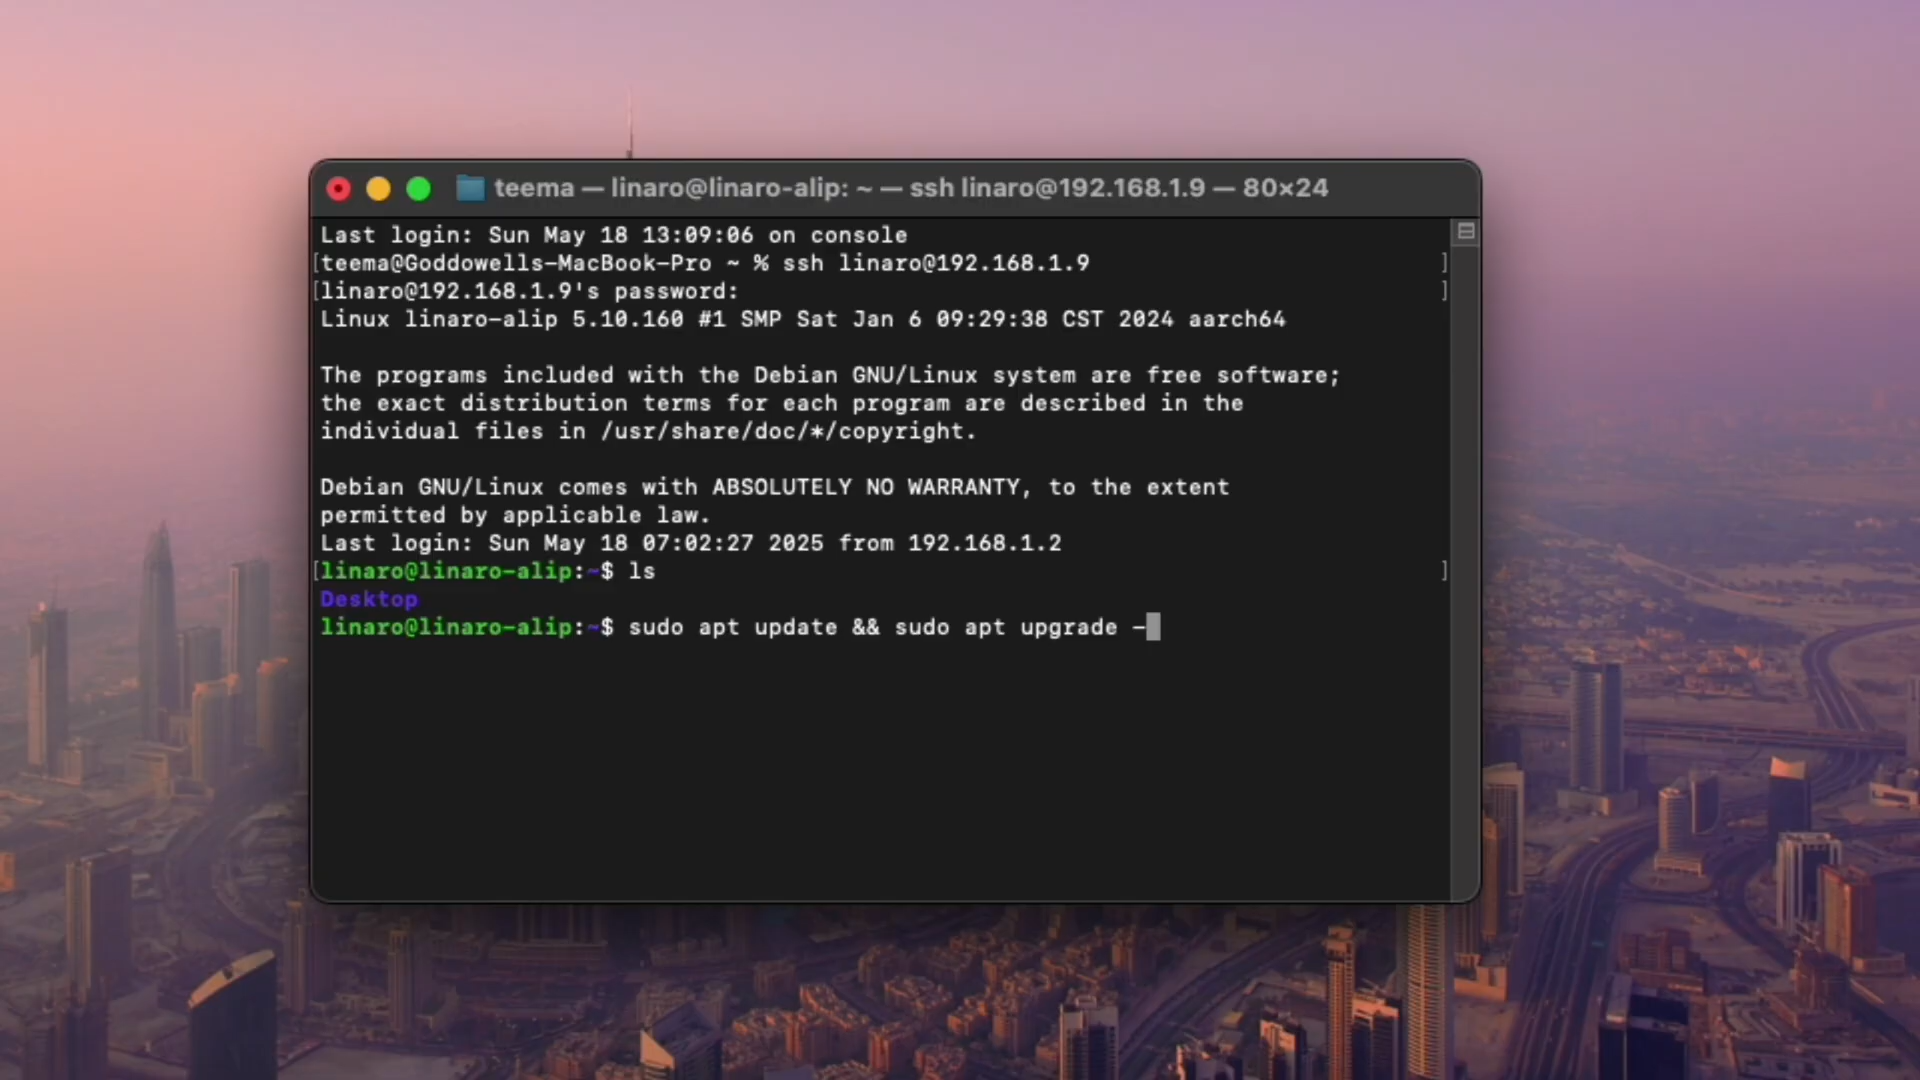 teema — linaro@linaro-alip: ~ — ssh linaro@192.168.1.9 — 80×24
Last login: Sun May 18 13:09:06 on console
[teema@Goddowells-MacBook-Pro ~ % ssh linaro@192.168.1.9 ]
[linaro@192.168.1.9's password: ]
Linux linaro-alip 5.10.160 #1 SMP Sat Jan 6 09:29:38 CST 2024 aarch64
The programs included with the Debian GNU/Linux system are free software;
the exact distribution terms for each program are described in the
individual files in /usr/share/doc/*/copyright.
Debian GNU/Linux comes with ABSOLUTELY NO WARRANTY, to the extent
permitted by applicable law.
Last login: Sun May 18 07:02:27 2025 from 192.168.1.2
[linaro@linaro-alip:~$ ls ]
Desktop
linaro@linaro-alip:~$ sudo apt update && sudo apt upgrade -